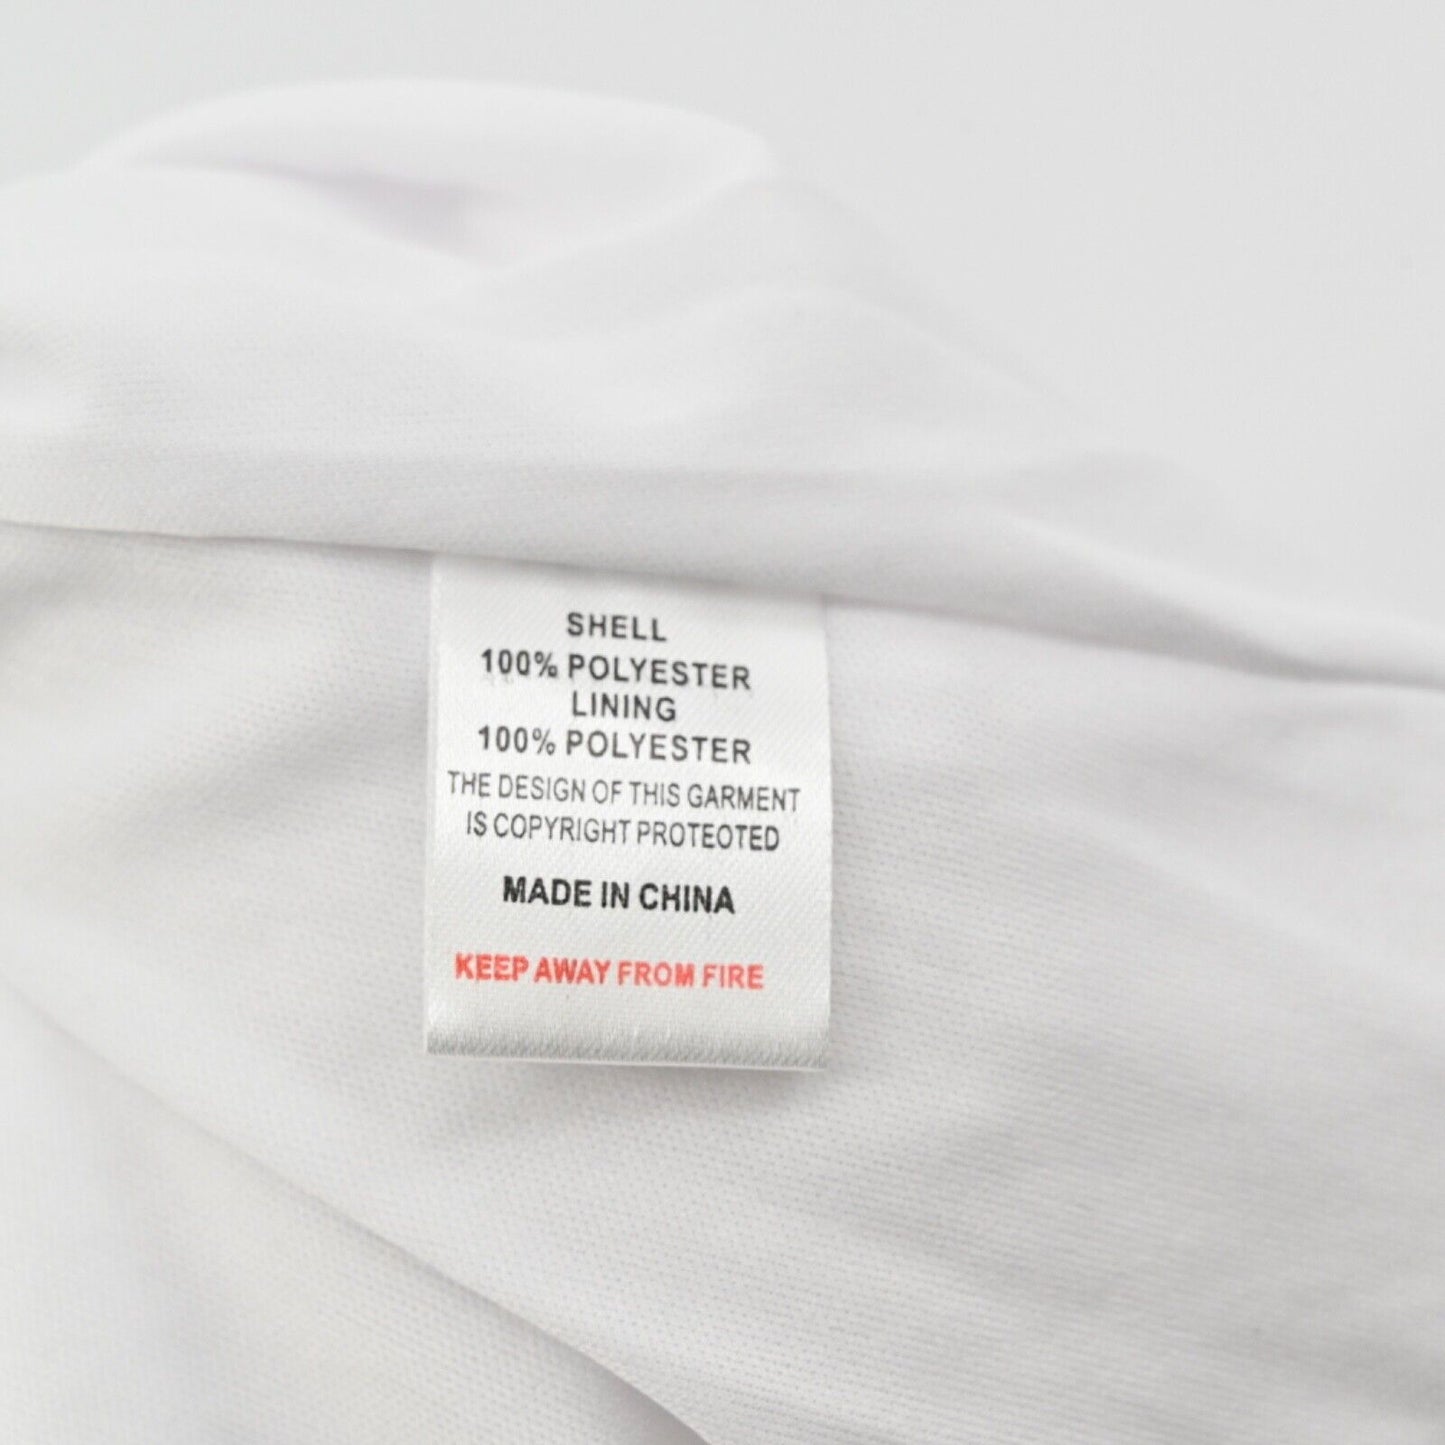 SHELL
100% POLYESTER
LINING
100% POLYESTER
THE DESIGN OF THIS GARMENT
IS COPYRIGHT PROTEOTED
MADE IN CHINA
KEEP AWAY FROM FIRE